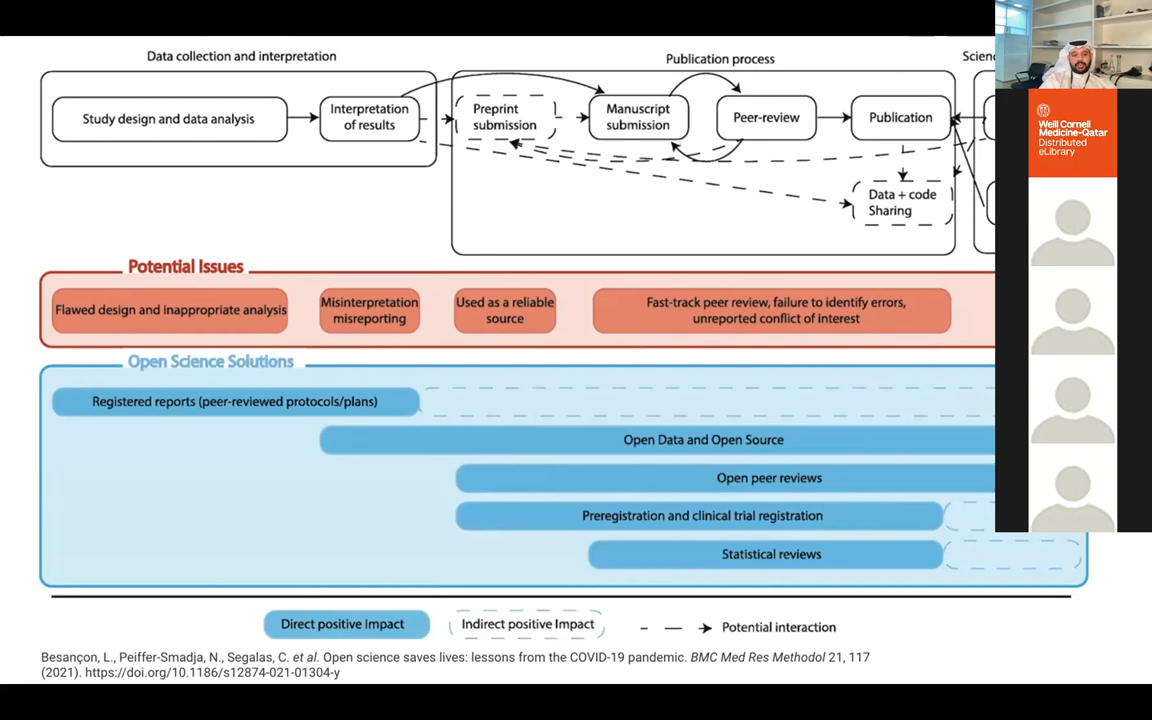 Data collection and interpretation
Publication process
Study design and data analysis
Interpretation
of results
Preprint
submission
Manuscript
submission
Peer-review
Publication
Data + code
Sharing
Weill Cornell
Medicine-Qatar
Distributed
eLibrary
Potential Issues
Flawed design and inappropriate analysis
Misinterpretation
misreporting
Used as a reliable
source
Fast-track peer review, failure to identify errors,
unreported conflict of interest
Open Science Solutions
Registered reports (peer-reviewed protocols/plans)
Open Data and Open Source
Open peer reviews
Preregistration and clinical trial registration
Statistical reviews
Direct positive Impact
Indirect positive Impact
Potential interaction
Besançon, L., Peiffer-Smadja, N., Segalas, C. et al. Open science saves lives: lessons from the COVID-19 pandemic. BMC Med Res Methodol 21, 117
(2021). https://doi.org/10.1186/s12874-021-01304-y